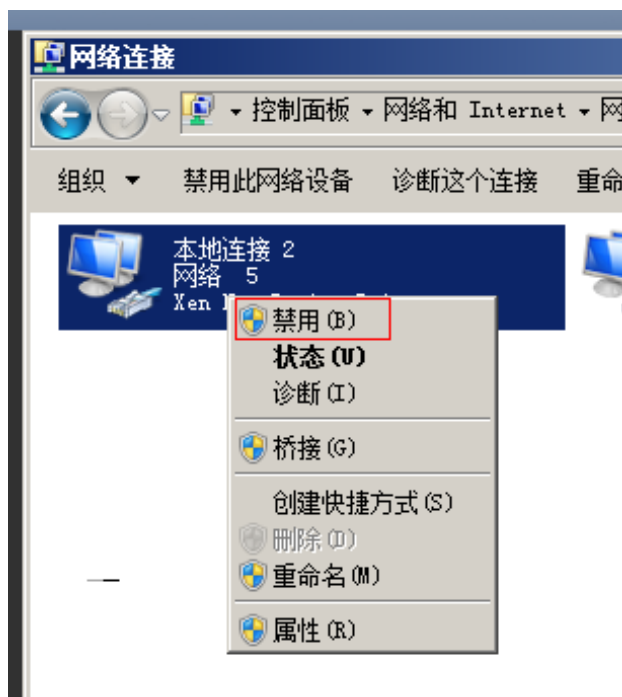 网络连接
控制面板 网络和 Internet
组织 禁用此网络设备 诊断这个连接 重命
本地连接 2
网络 5
Xen
禁用(B)
状态(U)
诊断(I)
桥接(G)
创建快捷方式(S)
删除(D)
重命名(M)
属性(R)